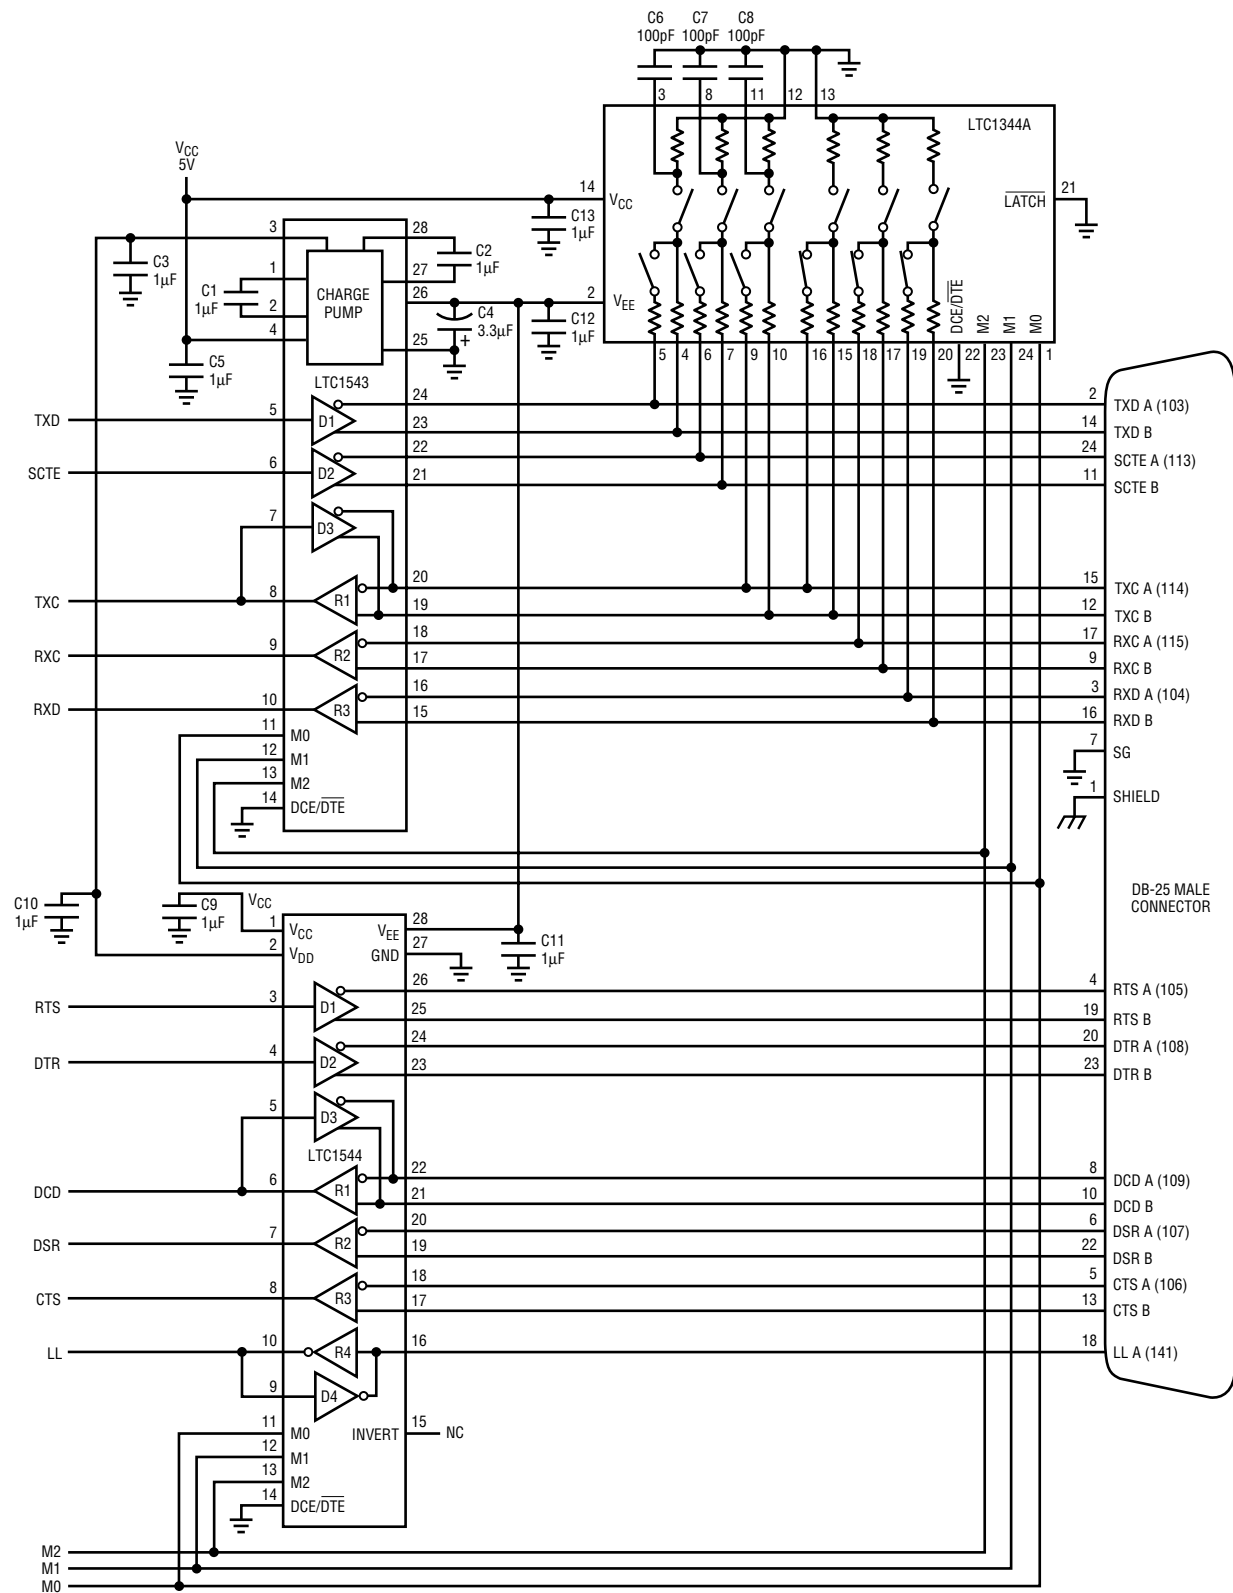 C6 C7 C8
100pF 100pF 100pF
3 8 11 12 13
LTC1344A
VCC
5V
14 VCC
21
LATCH
C13
1µF
3 28
C3
1µF
C2
1µF
1 27
C1
1µF
CHARGE
PUMP
26
2
VEE
2
C4
3.3µF
+
C12
1µF
4 25
DCE/DTE
M2
M1
M0
C5
1µF
5 4 6 7 9 10 16 15 18 17 19 20 22 23 24 1
LTC1543
TXD 5 D1 24 2 TXD A (103)
23 14 TXD B
SCTE 6 D2 22 24 SCTE A (113)
21 11 SCTE B
7 D3
TXC 8 R1 20 15 TXC A (114)
19 12 TXC B
RXC 9 R2 18 17 RXC A (115)
17 9 RXC B
RXD 10 R3 16 3 RXD A (104)
15 16 RXD B
11 M0
7 SG
12 M1
13 M2
14 DCE/DTE
1 SHIELD
DB-25 MALE
CONNECTOR
C10
1µF
C9
1µF
VCC
1 VCC
VEE 28
2 VDD
GND 27
C11
1µF
RTS 3 D1 26 4 RTS A (105)
25 19 RTS B
DTR 4 D2 24 20 DTR A (108)
23 23 DTR B
5 D3
LTC1544
DCD 6 R1 22 8 DCD A (109)
21 10 DCD B
DSR 7 R2 20 6 DSR A (107)
19 22 DSR B
CTS 8 R3 18 5 CTS A (106)
17 13 CTS B
LL 10 R4 16 18 LL A (141)
9 D4
11 M0
INVERT 15 NC
12 M1
13 M2
14 DCE/DTE
M2
M1
M0